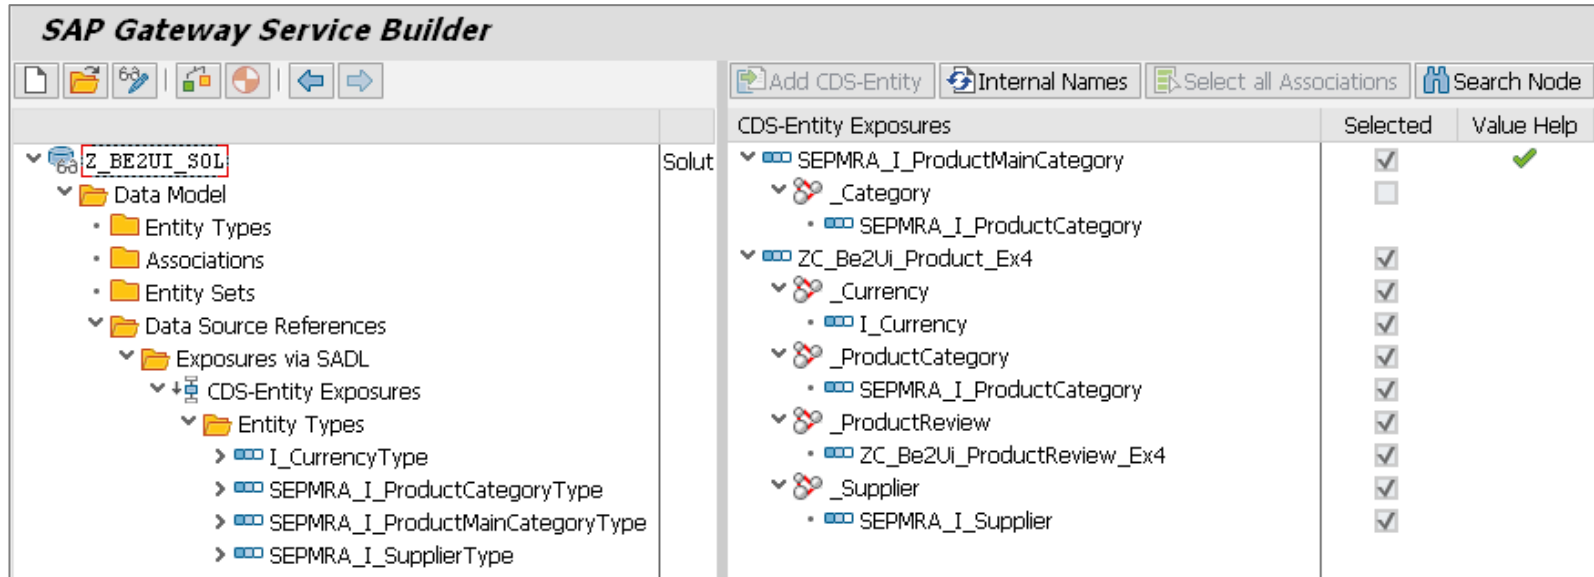 SAP Gateway Service Builder
Add CDS-Entity Internal Names Select all Associations Search Node
CDS-Entity Exposures Selected Value Help
Z_BE2UI_SOL Solut
Data Model
Entity Types
Associations
Entity Sets
Data Source References
Exposures via SADL
CDS-Entity Exposures
Entity Types
I_CurrencyType
SEPMRA_I_ProductCategoryType
SEPMRA_I_ProductMainCategoryType
SEPMRA_I_SupplierType
SEPMRA_I_ProductMainCategory
_Category
SEPMRA_I_ProductCategory
ZC_Be2Ui_Product_Ex4
_Currency
I_Currency
_ProductCategory
SEPMRA_I_ProductCategory
_ProductReview
ZC_Be2Ui_ProductReview_Ex4
_Supplier
SEPMRA_I_Supplier